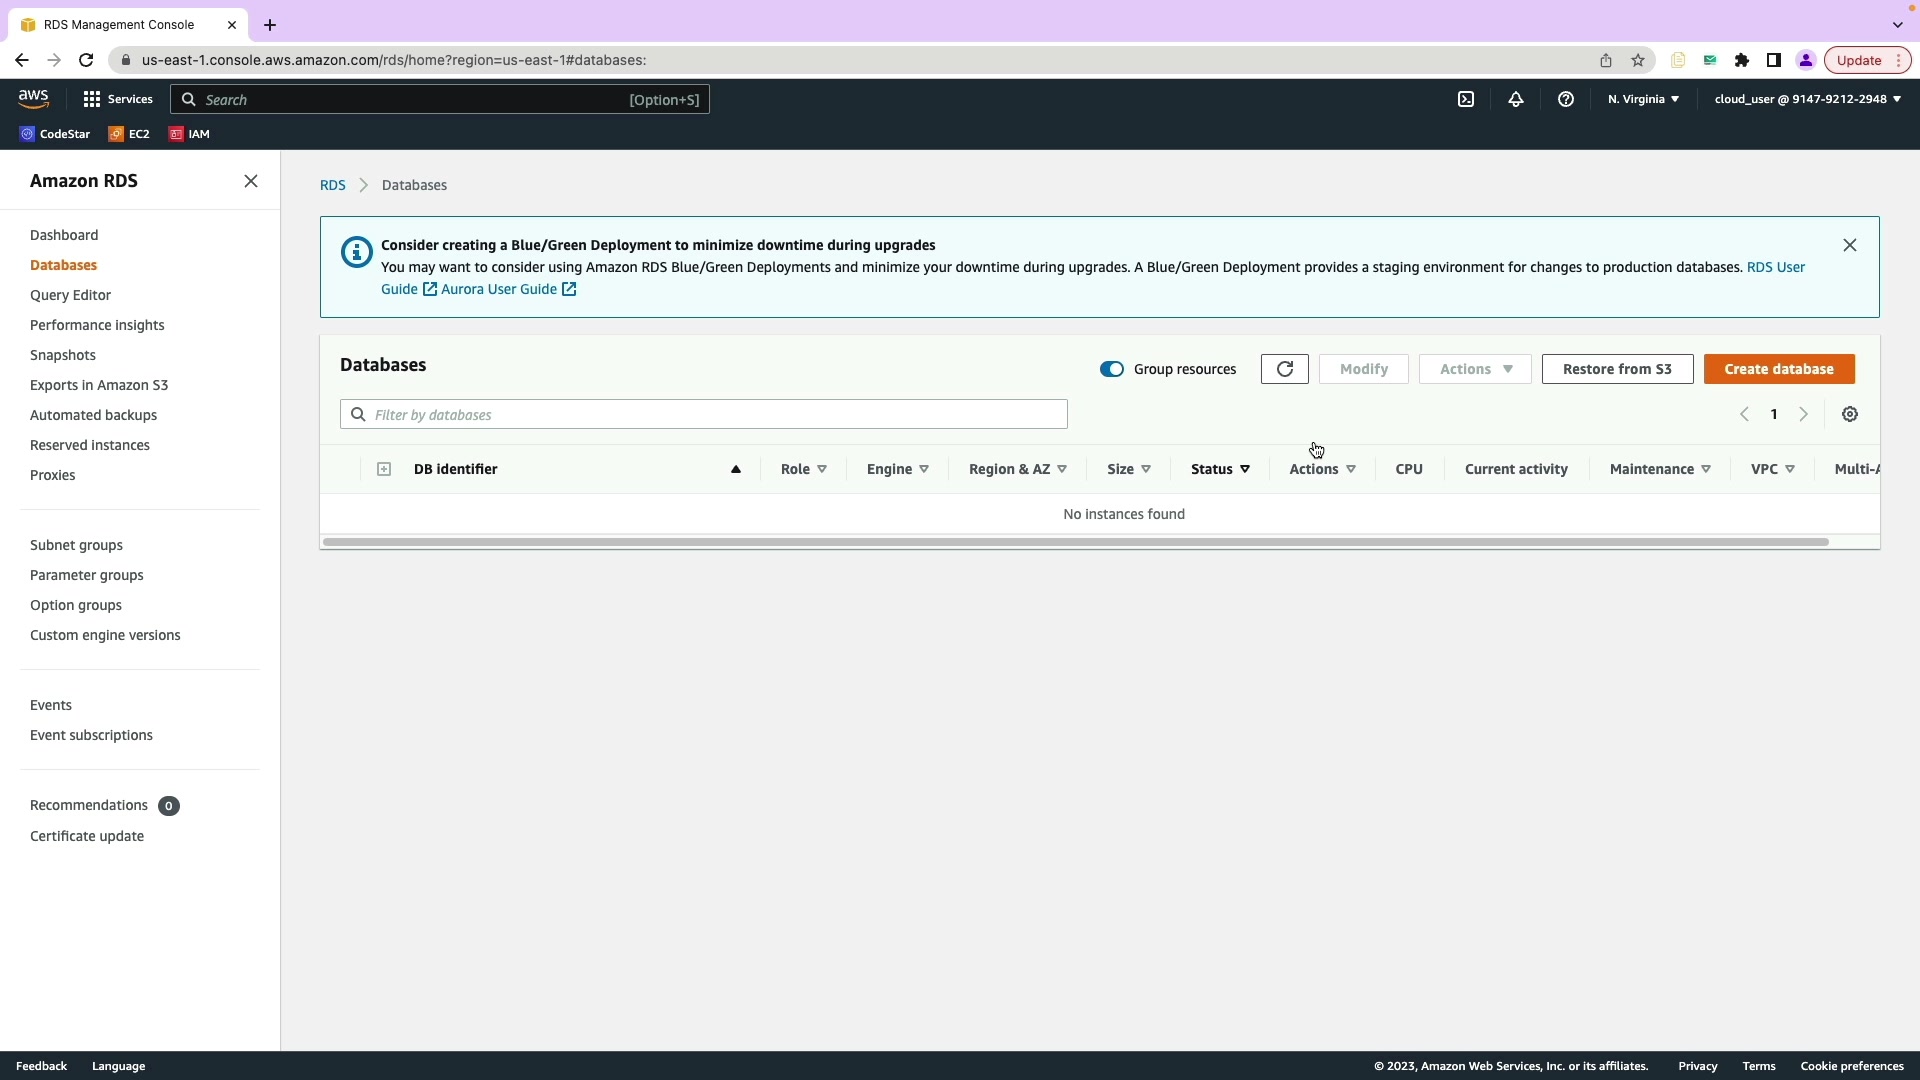 RDS Management Console
us-east-1.console.aws.amazon.com/rds/home?region=us-east-1#databases:
Update
aws
Services
Search
[Option+S]
N. Virginia
cloud_user @ 9147-9212-2948
CodeStar
EC2
IAM
Amazon RDS
Dashboard
Databases
Query Editor
Performance insights
Snapshots
Exports in Amazon S3
Automated backups
Reserved instances
Proxies
Subnet groups
Parameter groups
Option groups
Custom engine versions
Events
Event subscriptions
Recommendations 0
Certificate update
RDS > Databases
Consider creating a Blue/Green Deployment to minimize downtime during upgrades
You may want to consider using Amazon RDS Blue/Green Deployments and minimize your downtime during upgrades. A Blue/Green Deployment provides a staging environment for changes to production databases. RDS User
Guide Aurora User Guide
Databases
Group resources
Modify
Actions
Restore from S3
Create database
Filter by databases
1
DB identifier Role Engine Region & AZ Size Status Actions CPU Current activity Maintenance VPC Multi-A
No instances found
Feedback Language
© 2023, Amazon Web Services, Inc. or its affiliates. Privacy Terms Cookie preferences